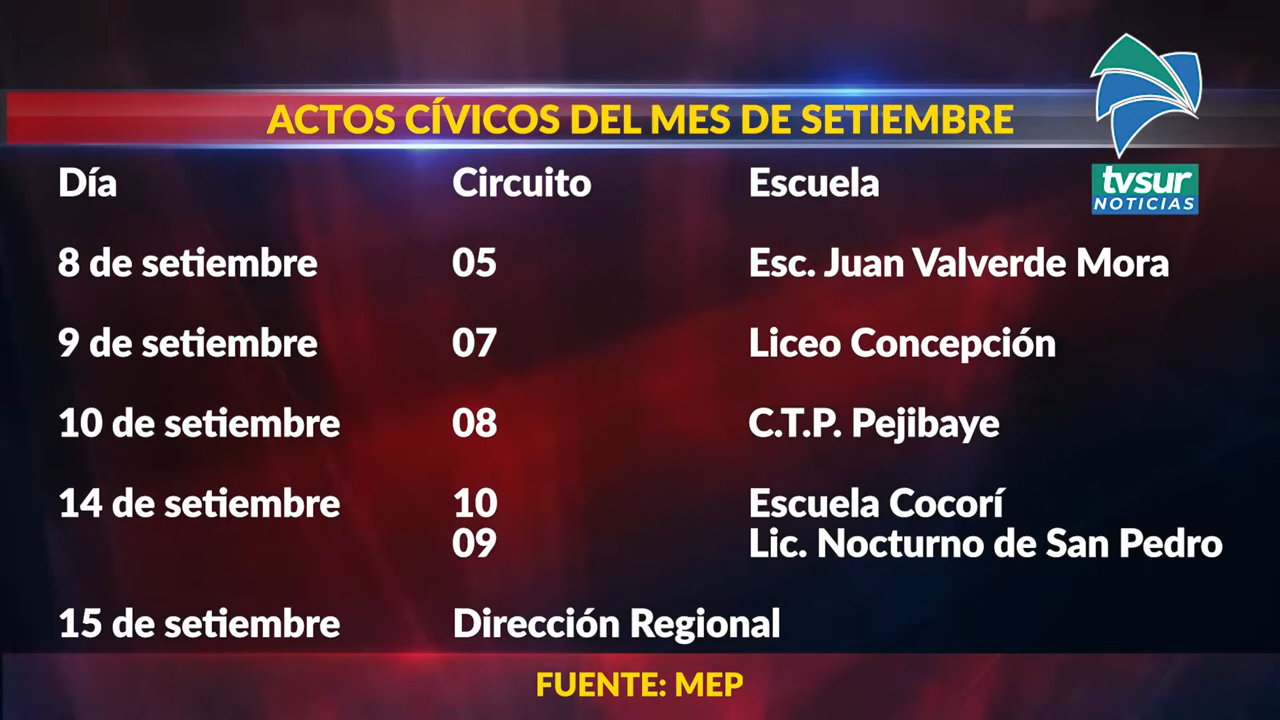 ACTOS CÍVICOS DEL MES DE SETIEMBRE
tvsur
NOTICIAS
Día Circuito Escuela
8 de setiembre 05 Esc. Juan Valverde Mora
9 de setiembre 07 Liceo Concepción
10 de setiembre 08 C.T.P. Pejibaye
14 de setiembre 10 Escuela Cocorí
09 Lic. Nocturno de San Pedro
15 de setiembre Dirección Regional
FUENTE: MEP